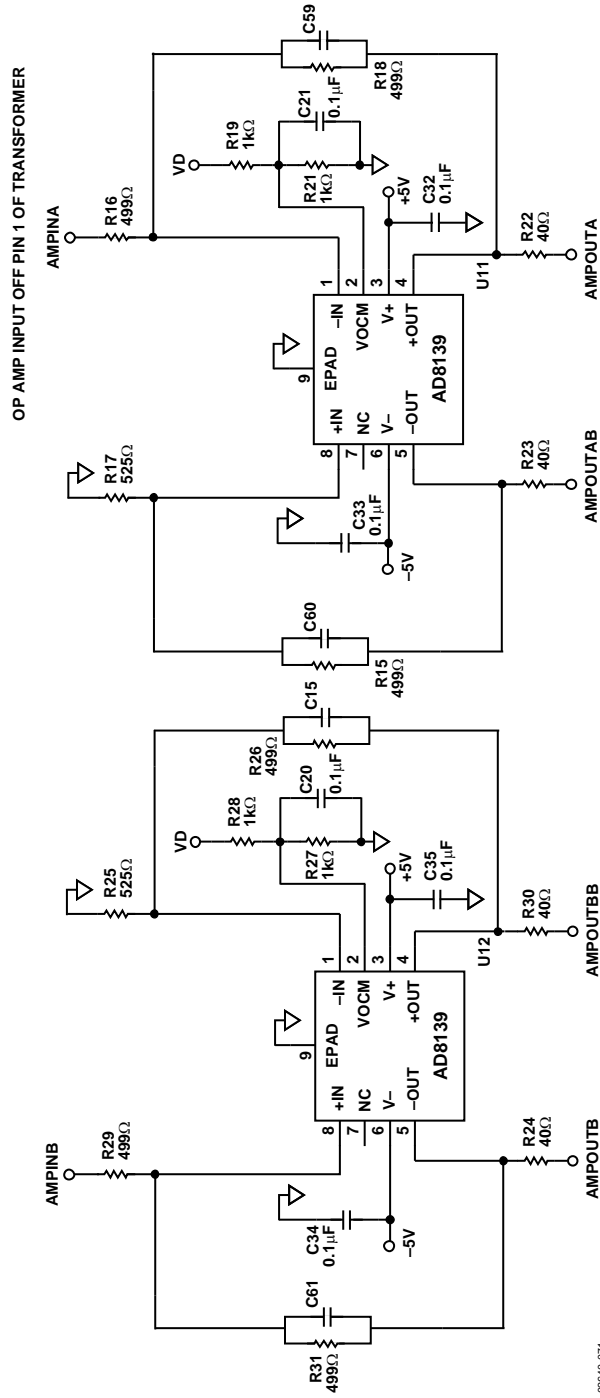 OP AMP INPUT OFF PIN 1 OF TRANSFORMER
AMPINA
R16
499Ω
R17
525Ω
VD
R19
1kΩ
R21
1kΩ
C21
0.1µF
C59
R18
499Ω
C60
R15
499Ω
C33
0.1µF
–5V
+5V
C32
0.1µF
9
EPAD
+IN
NC
V–
–OUT
8
7
6
5
–IN
VOCM
V+
+OUT
1
2
3
4
AD8139
U11
R23
40Ω
R22
40Ω
AMPOUTAB
AMPOUTA
AMPINB
R29
499Ω
R25
525Ω
VD
R28
1kΩ
R27
1kΩ
C20
0.1µF
R26
499Ω
C15
C61
R31
499Ω
C34
0.1µF
–5V
+5V
C35
0.1µF
9
EPAD
+IN
NC
V–
–OUT
8
7
6
5
–IN
VOCM
V+
+OUT
1
2
3
4
AD8139
U12
R24
40Ω
R30
40Ω
AMPOUTB
AMPOUTBB